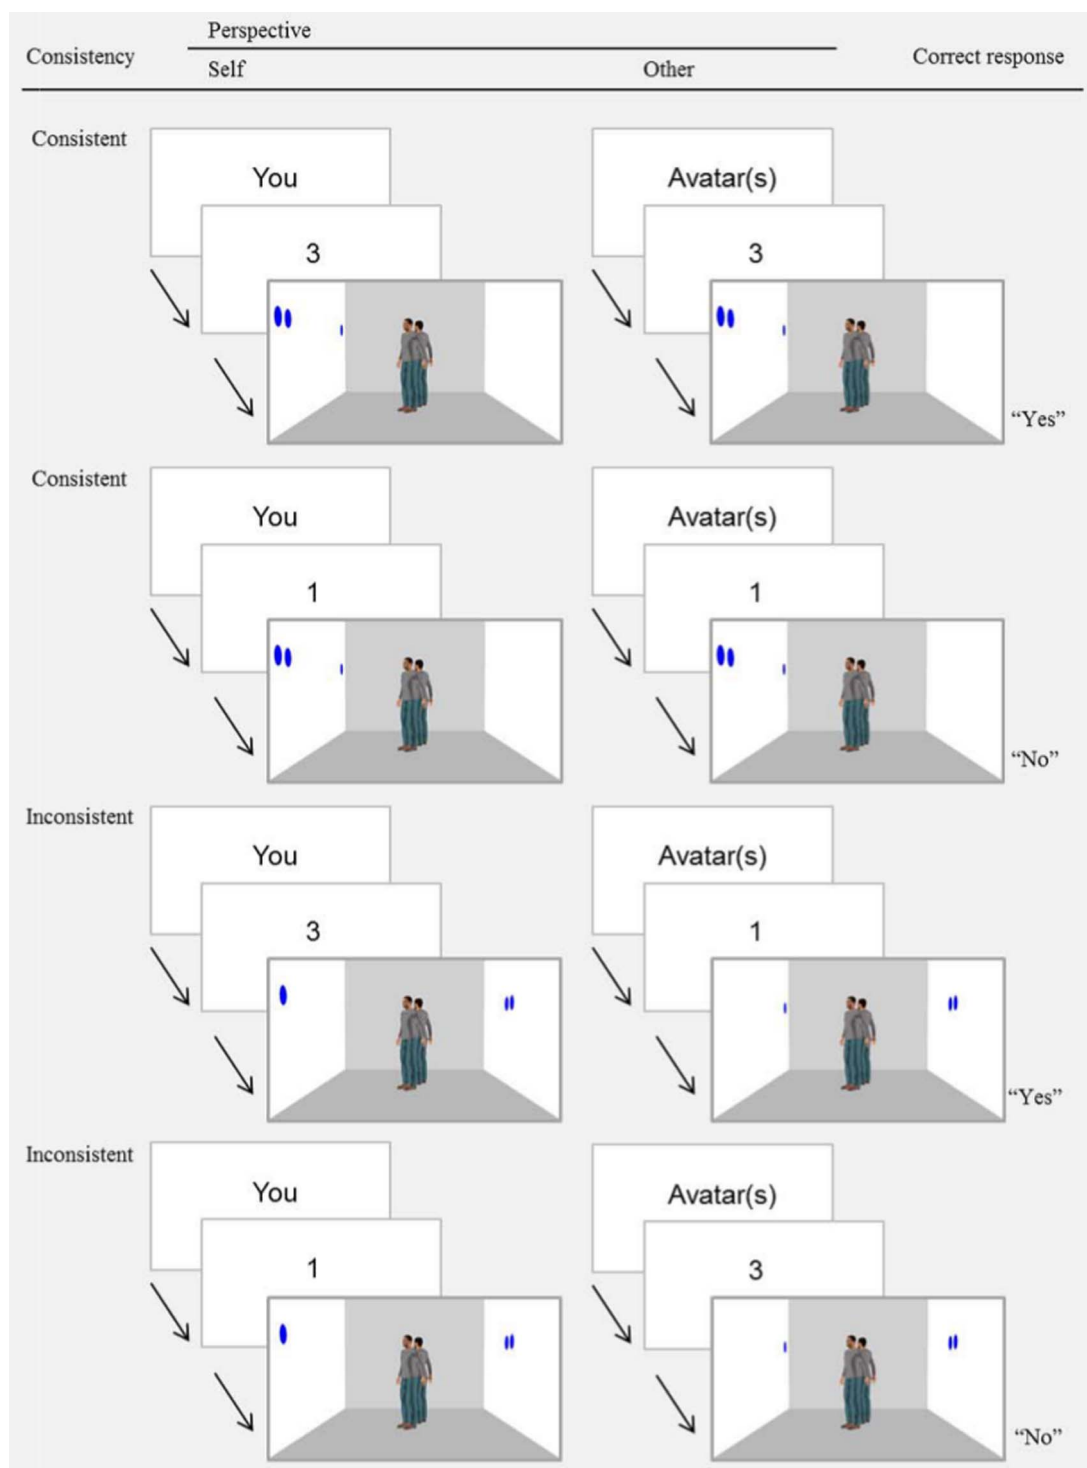 Perspective
Consistency
Correct response
Self
Other
Consistent
You
Avatar(s)
3
3
“Yes”
Consistent
You
Avatar(s)
1
1
“No”
Inconsistent
You
Avatar(s)
3
1
“Yes”
Inconsistent
You
Avatar(s)
1
3
“No”